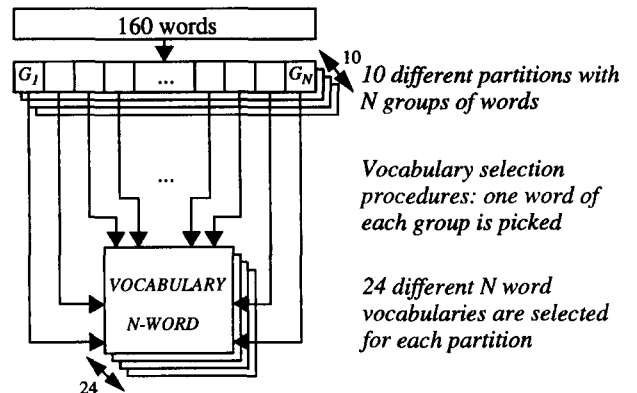 160 words
G1 ... GN
10
10 different partitions with
N groups of words
...
Vocabulary selection
procedures: one word of
each group is picked
VOCABULARY
N-WORD
24 different N word
vocabularies are selected
for each partition
24